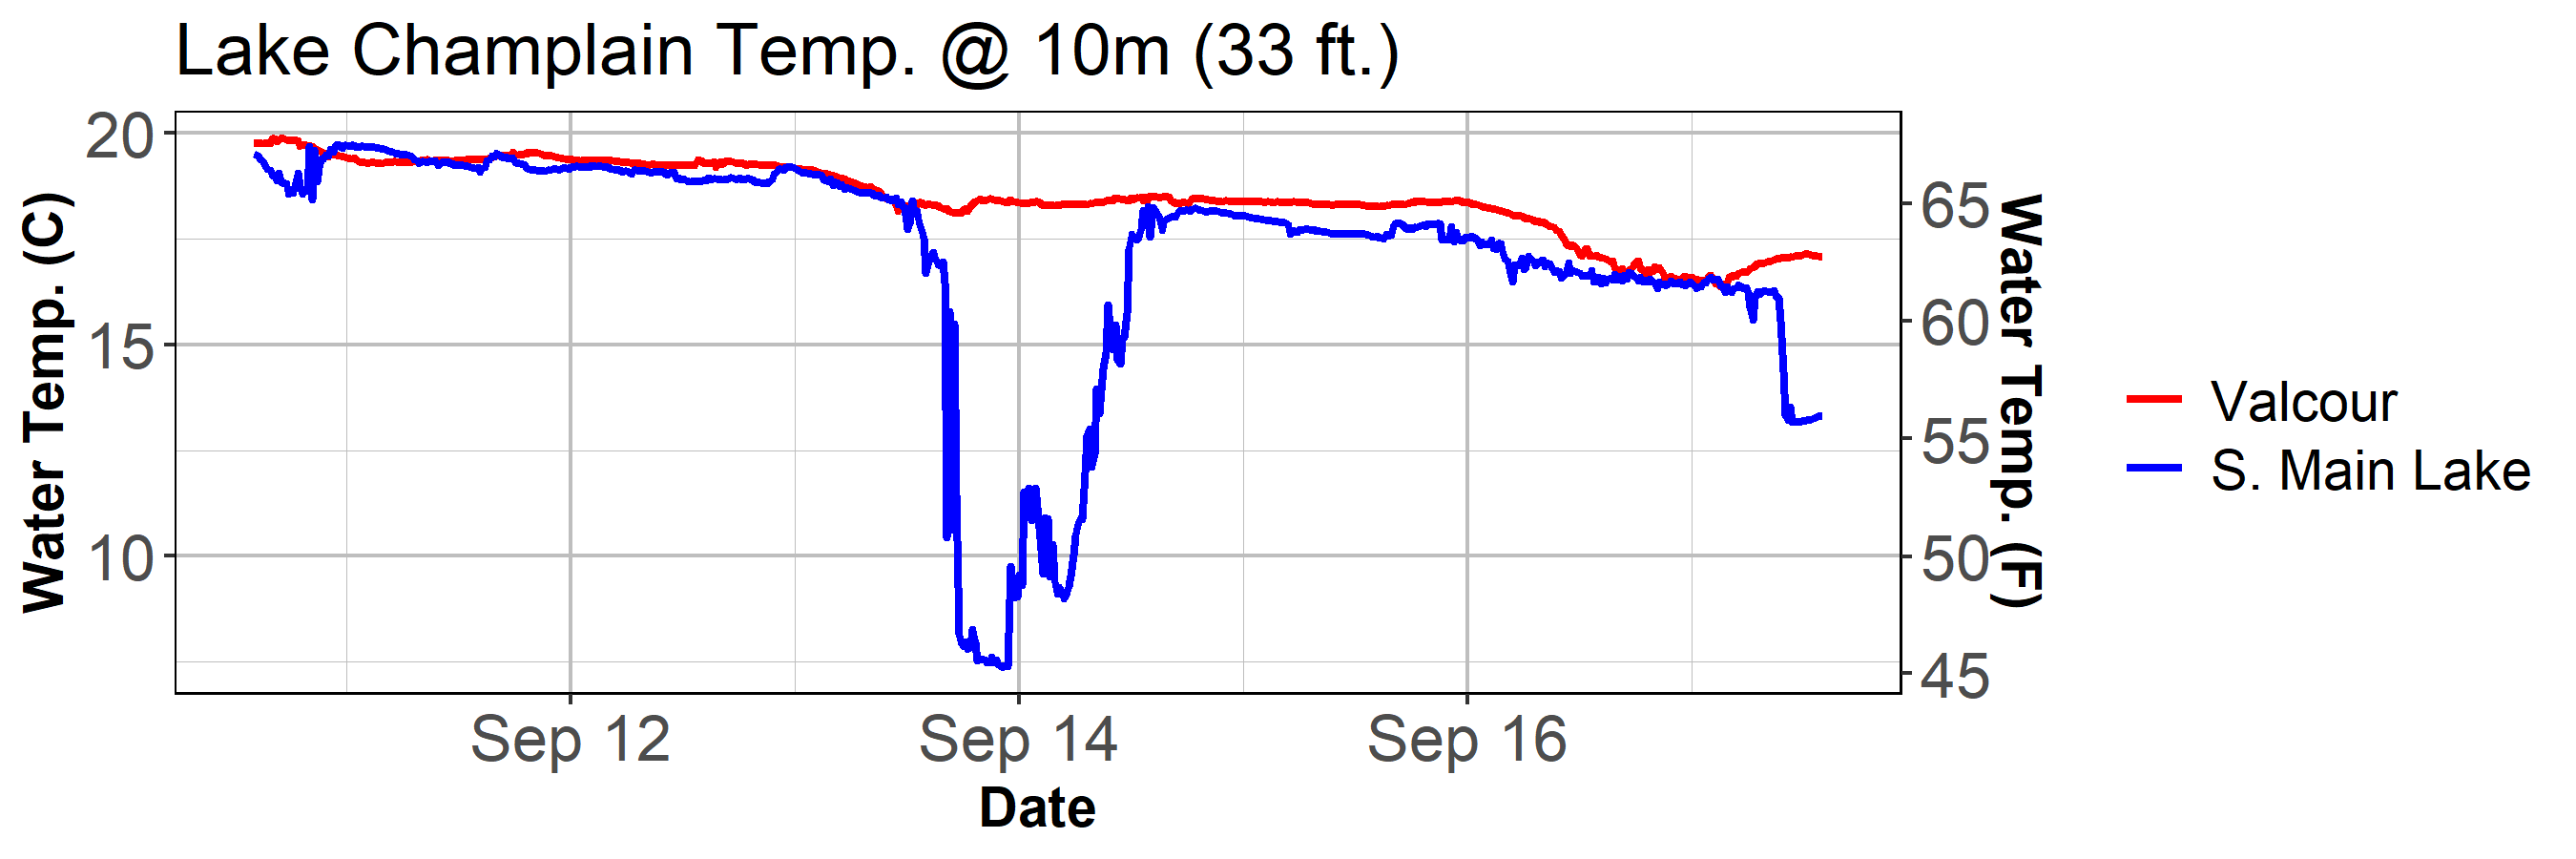 Lake Champlain Temp. @ 10m (33 ft.)
Water Temp. (C)
20
15
10
65
60
55
50
45
Water Temp. (F)
Sep 12
Sep 14
Sep 16
Date
Valcour
S. Main Lake